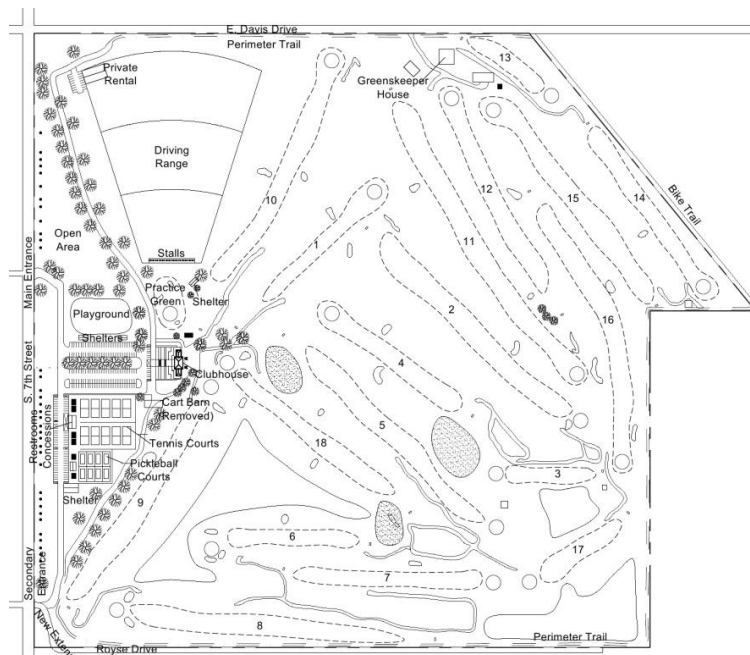 E. Davis Drive
Perimeter Trail
Private
Rental
Greenskeeper
House
13
Driving
Range
Bike Trail
14
15
12
10
11
1
Open
Area
Stalls
Main Entrance
Practice
Green
Shelter
Playground
2
16
Shelters
S. 7th Street
4
Clubhouse
Cart Barn
(Removed)
Restrooms
Concessions
Tennis Courts
5
18
Pickleball
Courts
3
Shelter
9
6
17
7
Secondary
Entrance
8
New Exten
Royse Drive
Perimeter Trail